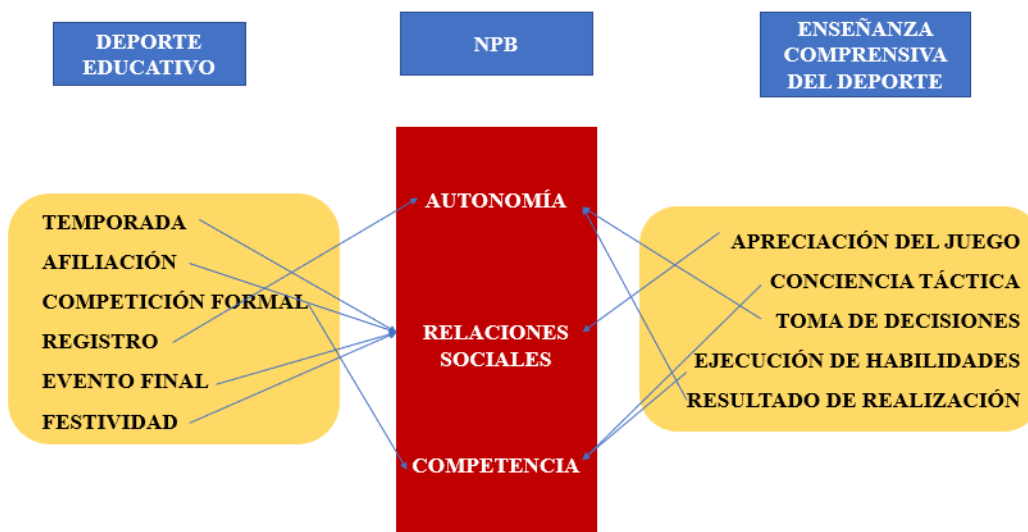 DEPORTE
EDUCATIVO
NPB
ENSEÑANZA
COMPRENSIVA
DEL DEPORTE
TEMPORADA
AFILIACIÓN
COMPETICIÓN FORMAL
REGISTRO
EVENTO FINAL
FESTIVIDAD
AUTONOMÍA
RELACIONES
SOCIALES
COMPETENCIA
APRECIACIÓN DEL JUEGO
CONCIENCIA TÁCTICA
TOMA DE DECISIONES
EJECUCIÓN DE HABILIDADES
RESULTADO DE REALIZACIÓN